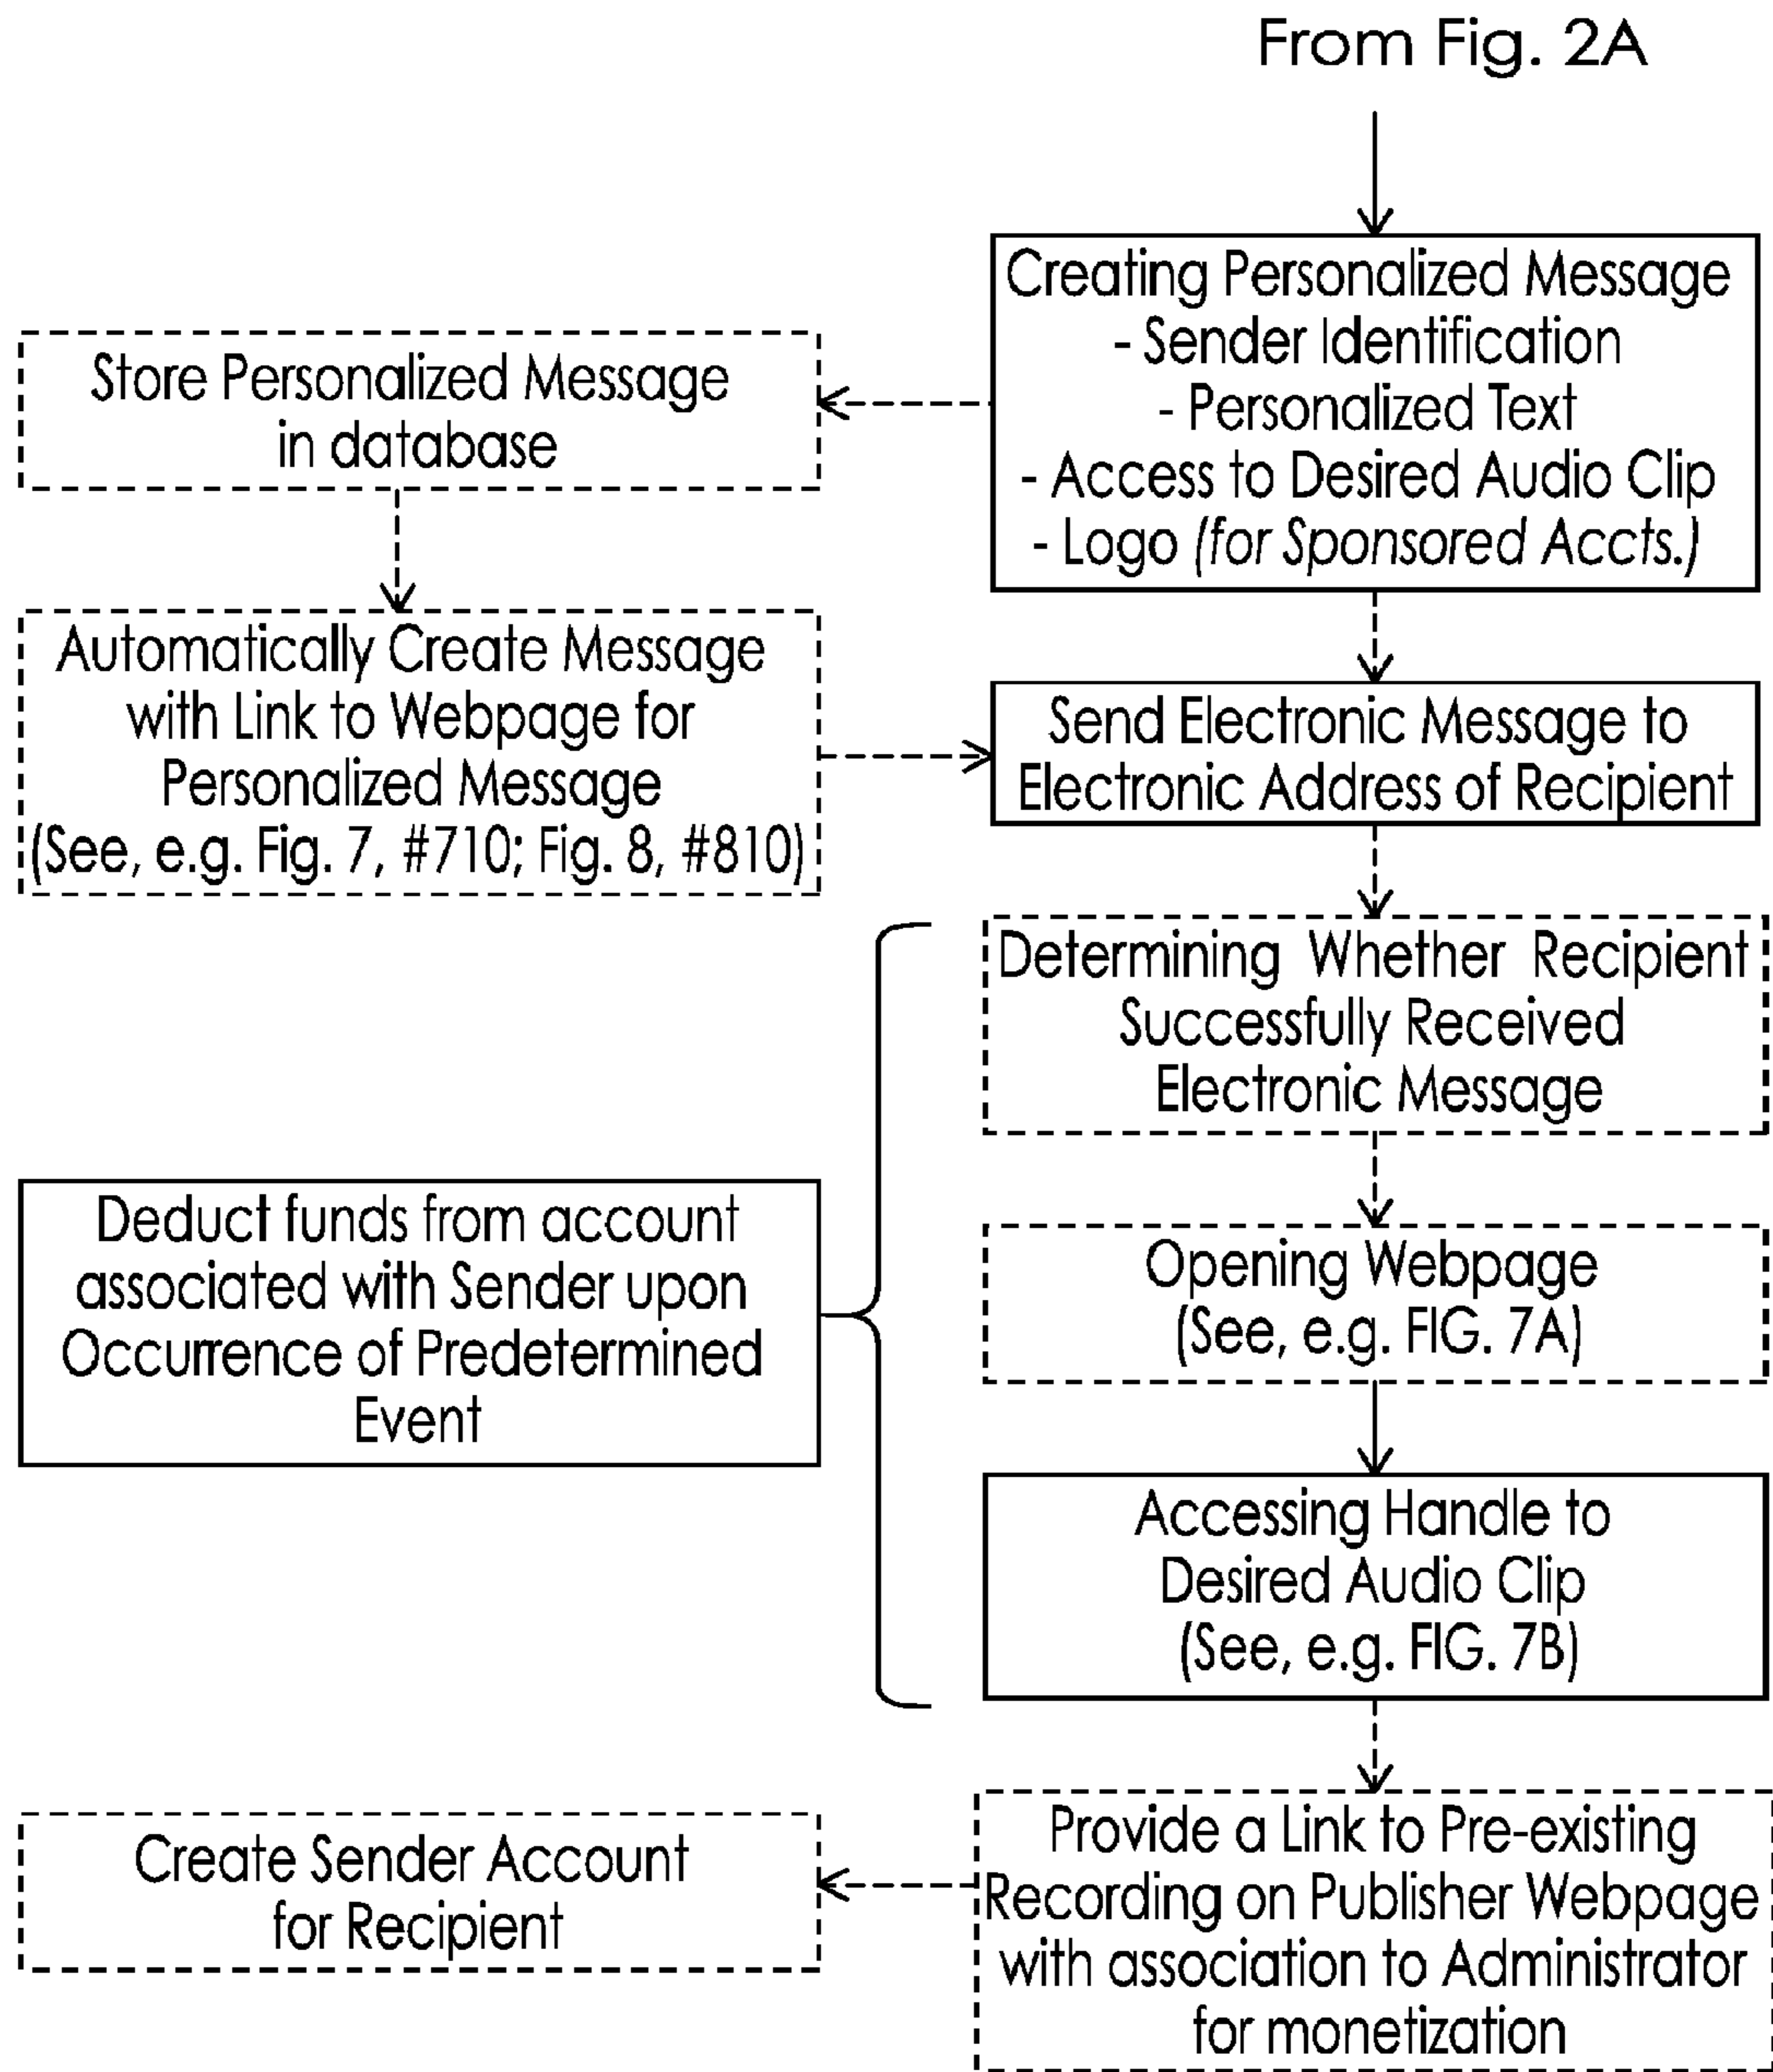 From Fig. 2A
Creating Personalized Message
- Sender Identification
- Personalized Text
- Access to Desired Audio Clip
- Logo (for Sponsored Accts.)
Store Personalized Message
in database
Automatically Create Message
with Link to Webpage for
Personalized Message
(See, e.g. Fig. 7, #710; Fig. 8, #810)
Send Electronic Message to
Electronic Address of Recipient
Determining Whether Recipient
Successfully Received
Electronic Message
Opening Webpage
(See, e.g. FIG. 7A)
Deduct funds from account
associated with Sender upon
Occurrence of Predetermined
Event
Accessing Handle to
Desired Audio Clip
(See, e.g. FIG. 7B)
Provide a Link to Pre-existing
Recording on Publisher Webpage
with association to Administrator
for monetization
Create Sender Account
for Recipient